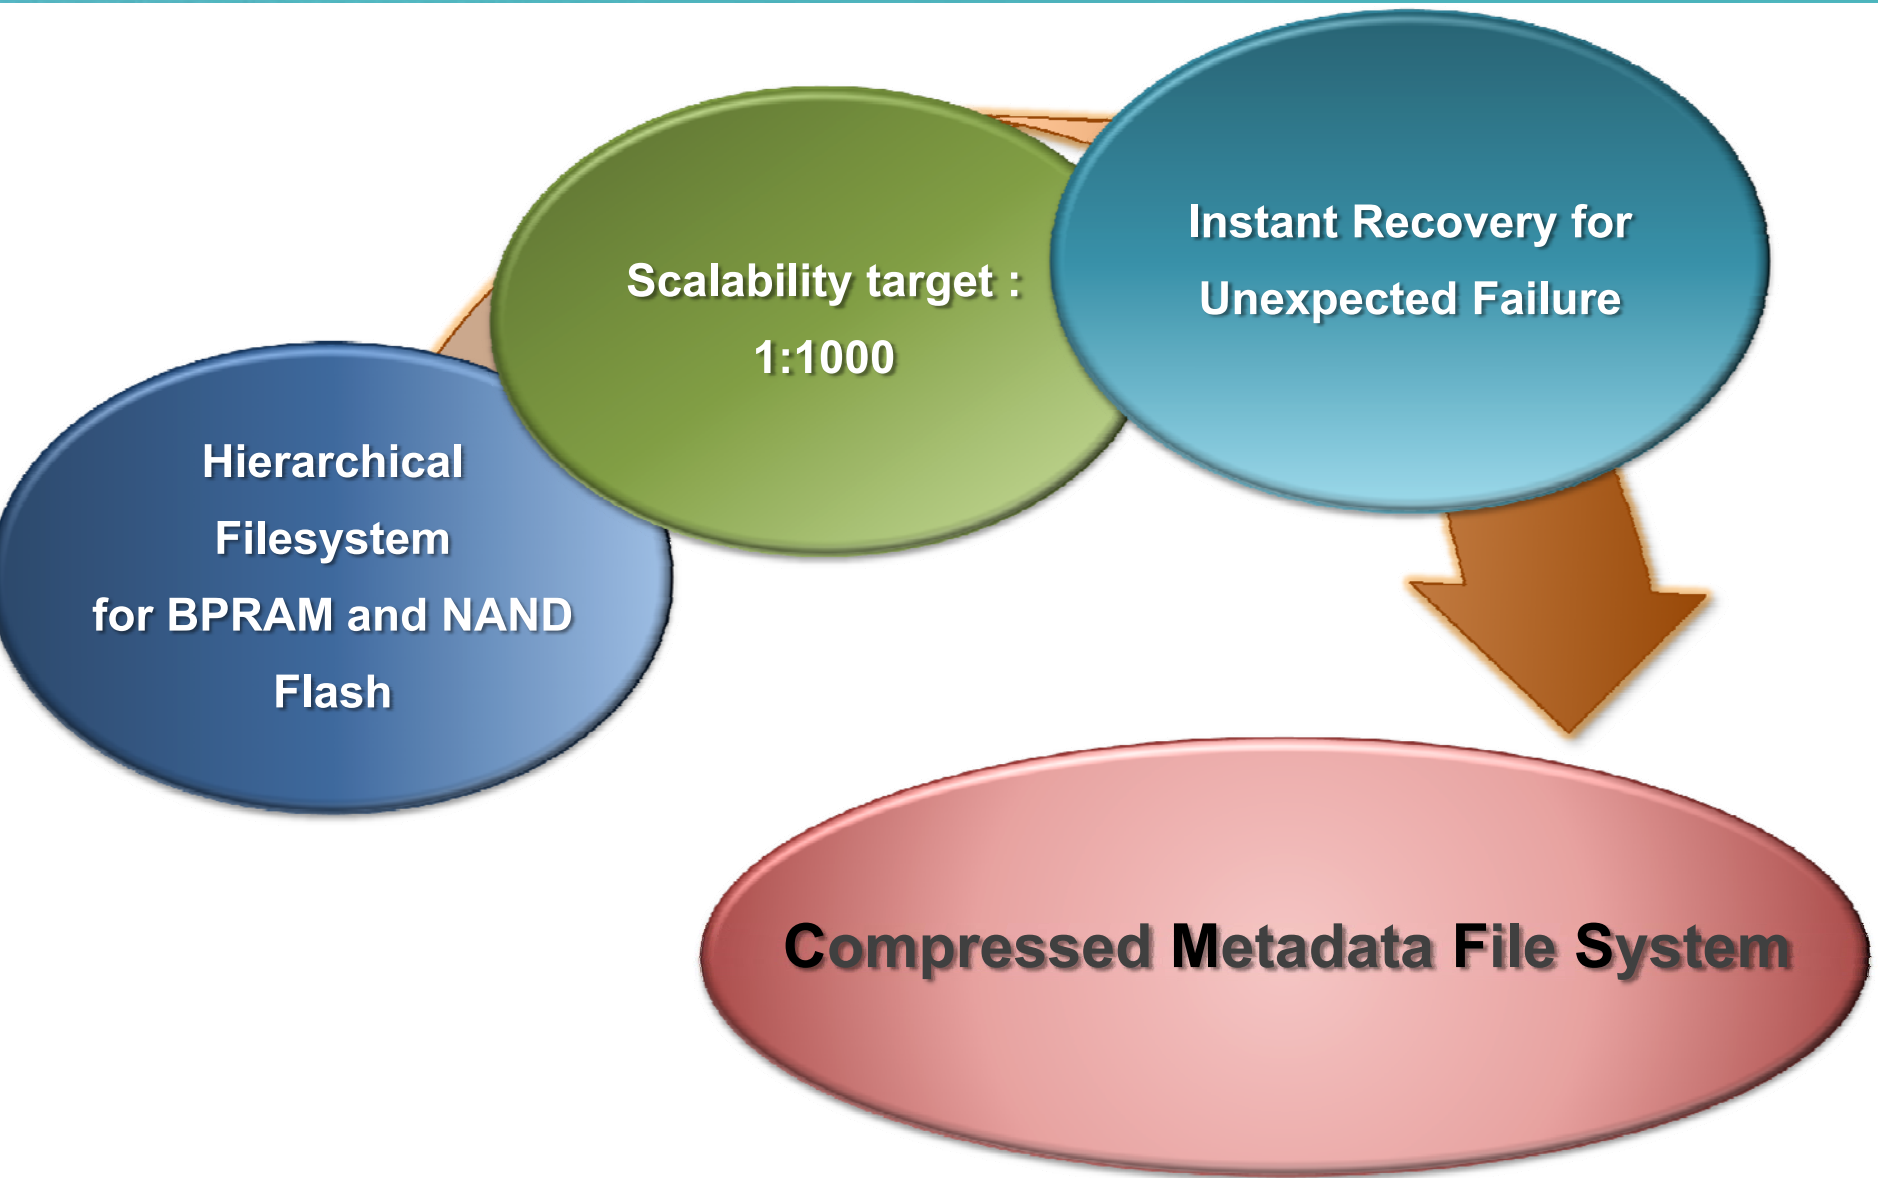 Hierarchical
Filesystem
for BPRAM and NAND
Flash
Scalability target :
1:1000
Instant Recovery for
Unexpected Failure
Compressed Metadata File System